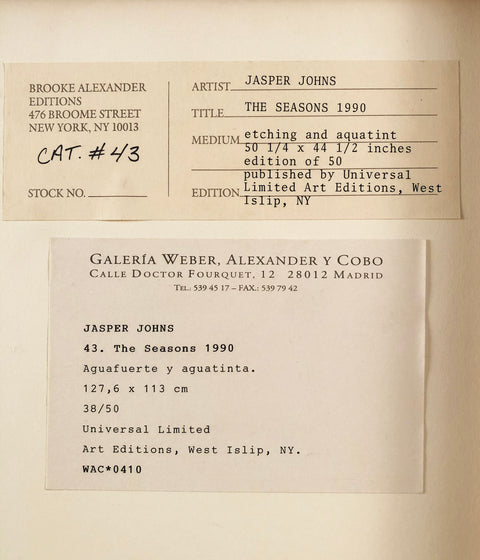 BROOKE ALEXANDER
EDITIONS
476 BROOME STREET
NEW YORK, NY 10013
CAT. #43
STOCK NO.
ARTIST JASPER JOHNS
TITLE THE SEASONS 1990
MEDIUM etching and aquatint
50 1/4 x 44 1/2 inches
edition of 50
published by Universal
EDITION Limited Art Editions, West
Islip, NY
GALERÍA WEBER, ALEXANDER Y COBO
CALLE DOCTOR FOURQUET, 12 28012 MADRID
TEL.: 539 45 17 – FAX.: 539 79 42
JASPER JOHNS
43. The Seasons 1990
Aguafuerte y aguatinta.
127,6 x 113 cm
38/50
Universal Limited
Art Editions, West Islip, NY.
WAC*0410